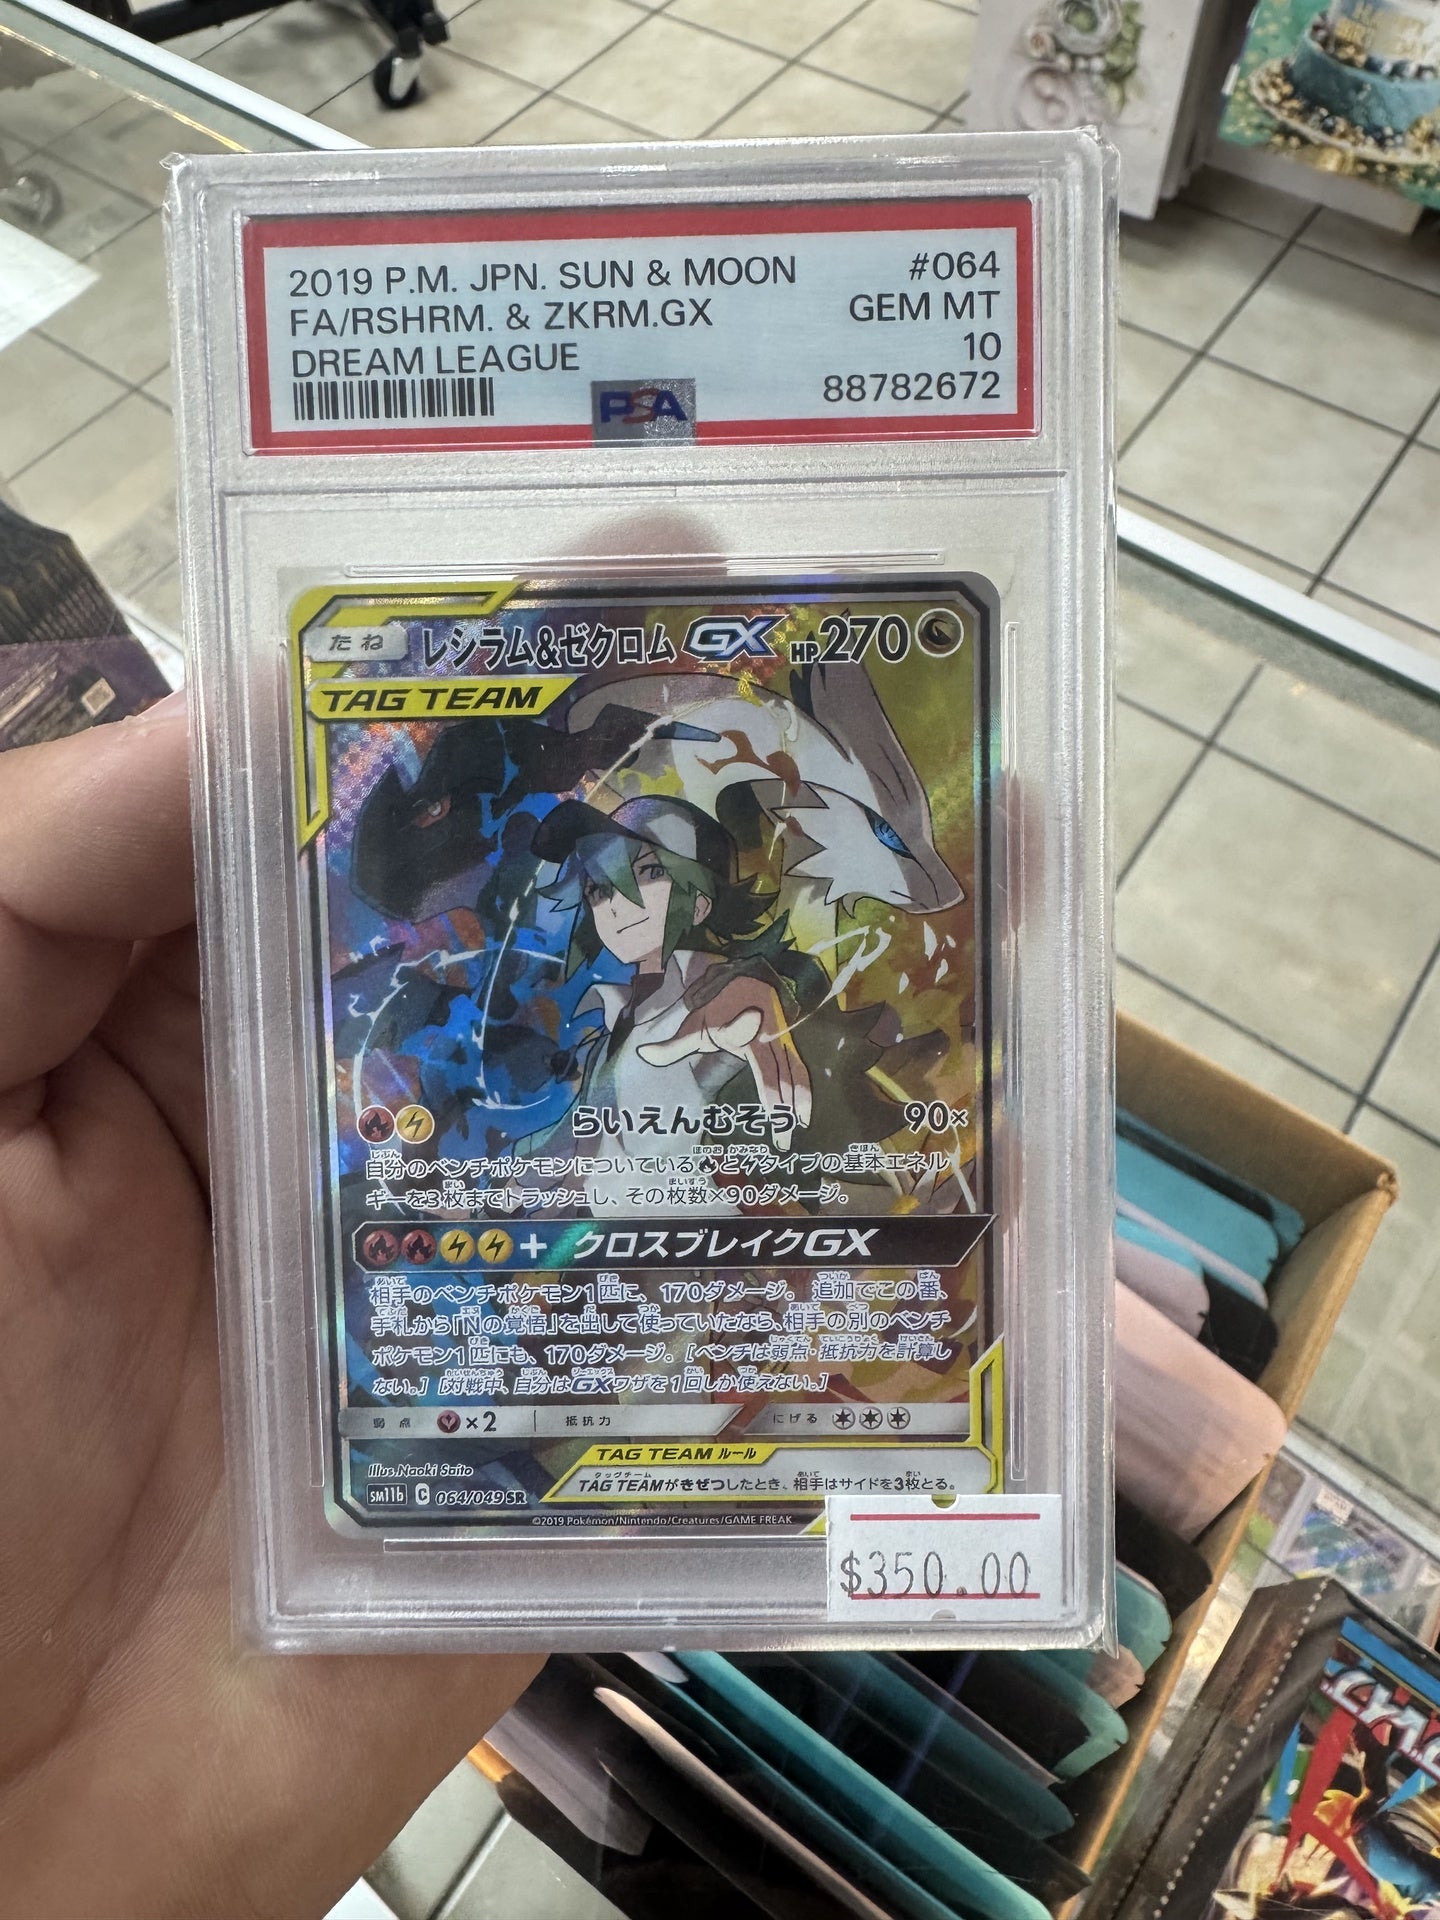 HAPPY
BIRTHDAY
2019 P.M. JPN. SUN & MOON #064
FA/RSHRM. & ZKRM.GX GEM MT
DREAM LEAGUE 10
PSA 88782672
たね レシラム&ゼクロムGX HP270
TAG TEAM
らいえんむそう 90×
自分のベンチポケモンについているとタイプの基本エネル
ギーを3枚までトラッシュし、その枚数×90ダメージ。
+ クロスブレイクGX
相手のベンチポケモン1匹に、170ダメージ。追加でこの番、
手札から「Nの覚悟」を出して使っていたなら、相手の別のベンチ
ポケモン1匹にも、170ダメージ。[ベンチは弱点・抵抗力を計算し
ない。] [対戦中、自分はGXワザを1回しか使えない。]
弱点 ×2 抵抗力 にげる
TAG TEAM ルール
TAG TEAMがきぜつしたとき、相手はサイドを3枚とる。
Illus. Naoki Saito
SM11b C 064/049 SR
©2019 Pokémon/Nintendo/Creatures/GAME FREAK
$350.00